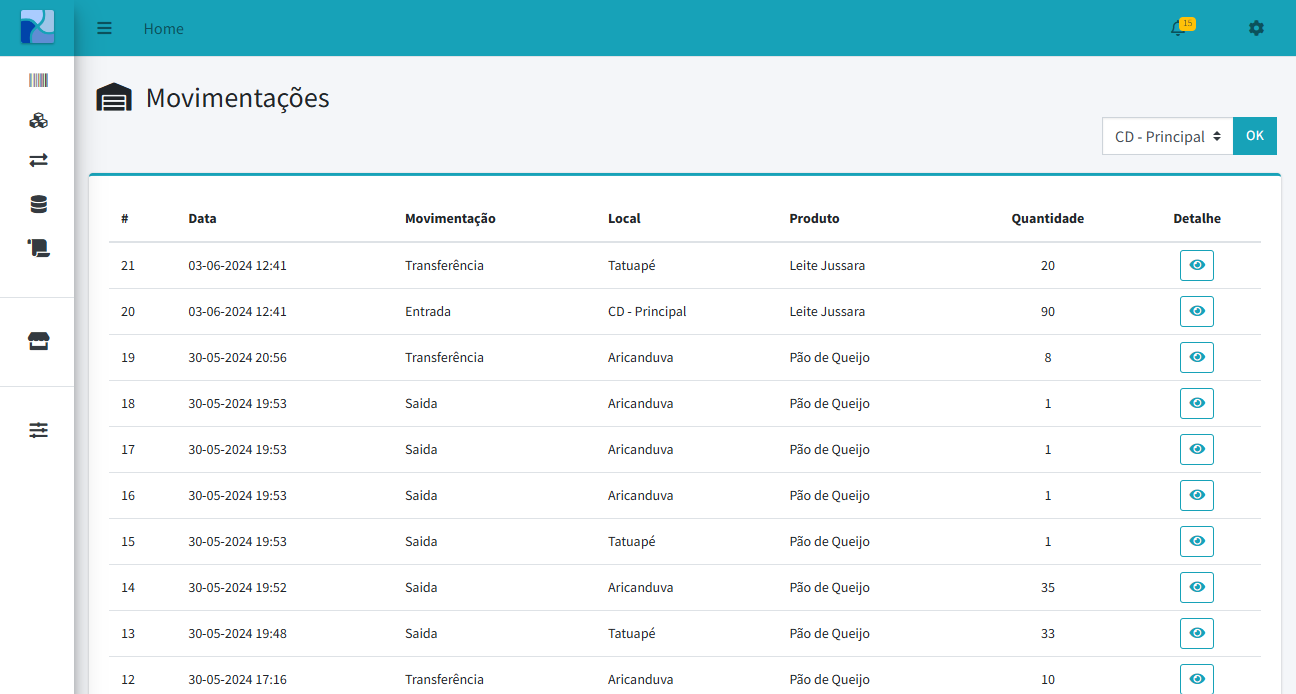 Home
15
Movimentações
CD - Principal OK
# Data Movimentação Local Produto Quantidade Detalhe
21 03-06-2024 12:41 Transferência Tatuapé Leite Jussara 20
20 03-06-2024 12:41 Entrada CD - Principal Leite Jussara 90
19 30-05-2024 20:56 Transferência Aricanduva Pão de Queijo 8
18 30-05-2024 19:53 Saida Aricanduva Pão de Queijo 1
17 30-05-2024 19:53 Saida Aricanduva Pão de Queijo 1
16 30-05-2024 19:53 Saida Aricanduva Pão de Queijo 1
15 30-05-2024 19:53 Saida Tatuapé Pão de Queijo 1
14 30-05-2024 19:52 Saida Aricanduva Pão de Queijo 35
13 30-05-2024 19:48 Saida Tatuapé Pão de Queijo 33
12 30-05-2024 17:16 Transferência Aricanduva Pão de Queijo 10